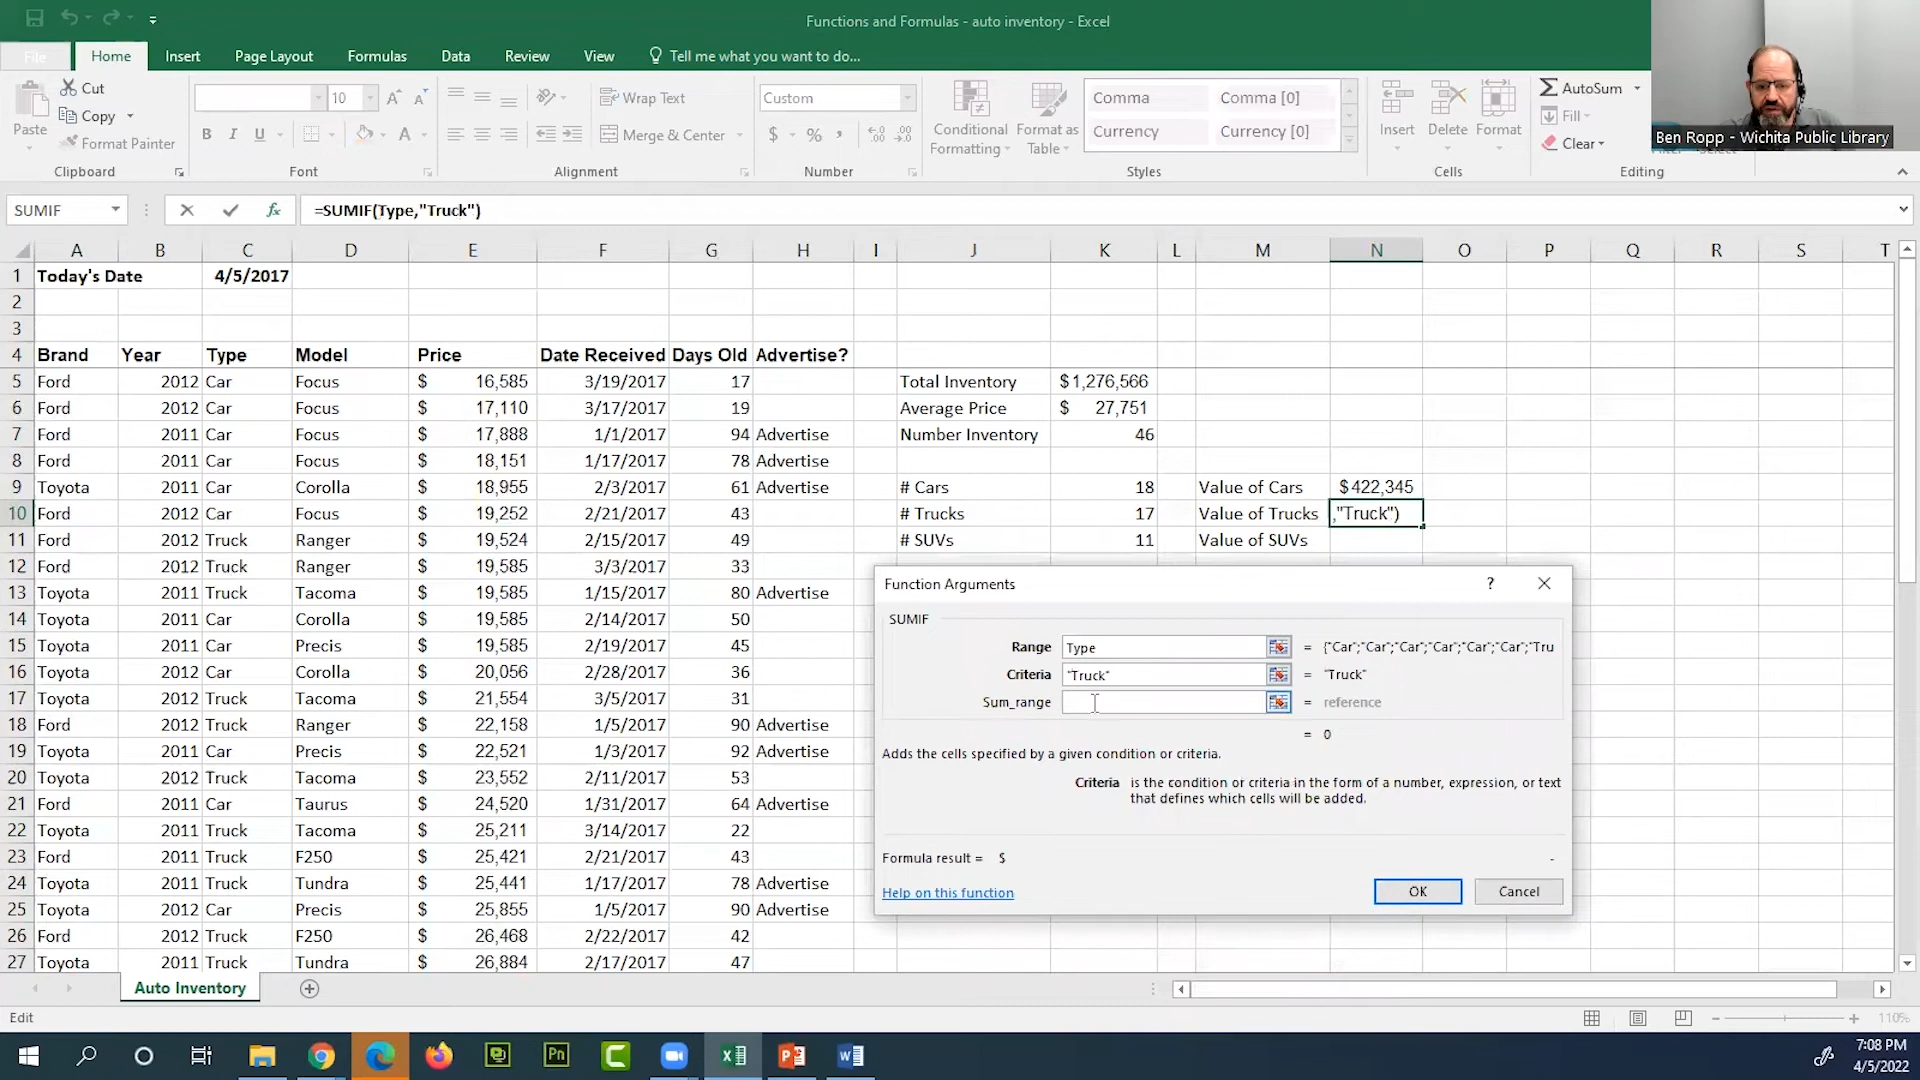 Functions and Formulas - auto inventory - Excel
File Home Insert Page Layout Formulas Data Review View Tell me what you want to do...
Paste Cut Copy Format Painter
10
Wrap Text Merge & Center
Custom $ % ,
Conditional Formatting Format as Table
Comma Comma [0]
Currency Currency [0]
Insert Delete Format
AutoSum Fill Clear
Ben Ropp - Wichita Public Library
Clipboard Font Alignment Number Styles Cells Editing
SUMIF =SUMIF(Type,"Truck")
A B C D E F G H I J K L M N O P Q R S T
1 Today's Date 4/5/2017
2
3
4 Brand Year Type Model Price Date Received Days Old Advertise?
5 Ford 2012 Car Focus $ 16,585 3/19/2017 17 Total Inventory $1,276,566
6 Ford 2012 Car Focus $ 17,110 3/17/2017 19 Average Price $ 27,751
7 Ford 2011 Car Focus $ 17,888 1/1/2017 94 Advertise Number Inventory 46
8 Ford 2011 Car Focus $ 18,151 1/17/2017 78 Advertise
9 Toyota 2011 Car Corolla $ 18,955 2/3/2017 61 Advertise # Cars 18 Value of Cars $422,345
10 Ford 2012 Car Focus $ 19,252 2/21/2017 43 # Trucks 17 Value of Trucks ,"Truck")
11 Ford 2012 Truck Ranger $ 19,524 2/15/2017 49 # SUVs 11 Value of SUVs
12 Ford 2012 Truck Ranger $ 19,585 3/3/2017 33
13 Toyota 2011 Truck Tacoma $ 19,585 1/15/2017 80 Advertise
14 Toyota 2011 Car Corolla $ 19,585 2/14/2017 50
15 Toyota 2011 Car Precis $ 19,585 2/19/2017 45
16 Toyota 2012 Car Corolla $ 20,056 2/28/2017 36
17 Toyota 2012 Truck Tacoma $ 21,554 3/5/2017 31
18 Ford 2012 Truck Ranger $ 22,158 1/5/2017 90 Advertise
19 Toyota 2011 Car Precis $ 22,521 1/3/2017 92 Advertise
20 Toyota 2012 Truck Tacoma $ 23,552 2/11/2017 53
21 Ford 2011 Car Taurus $ 24,520 1/31/2017 64 Advertise
22 Toyota 2011 Truck Tacoma $ 25,211 3/14/2017 22
23 Ford 2011 Truck F250 $ 25,421 2/21/2017 43
24 Toyota 2011 Truck Tundra $ 25,441 1/17/2017 78 Advertise
25 Toyota 2012 Car Precis $ 25,855 1/5/2017 90 Advertise
26 Ford 2012 Truck F250 $ 26,468 2/22/2017 42
27 Toyota 2011 Truck Tundra $ 26,884 2/17/2017 47
Function Arguments ?
SUMIF
Range Type = {"Car";"Car";"Car";"Car";"Car";"Car";"Tru
Criteria "Truck" = "Truck"
Sum_range = reference
= 0
Adds the cells specified by a given condition or criteria.
Criteria is the condition or criteria in the form of a number, expression, or text
that defines which cells will be added.
Formula result = $ -
Help on this function OK Cancel
Auto Inventory
Edit 110%
7:08 PM
4/5/2022